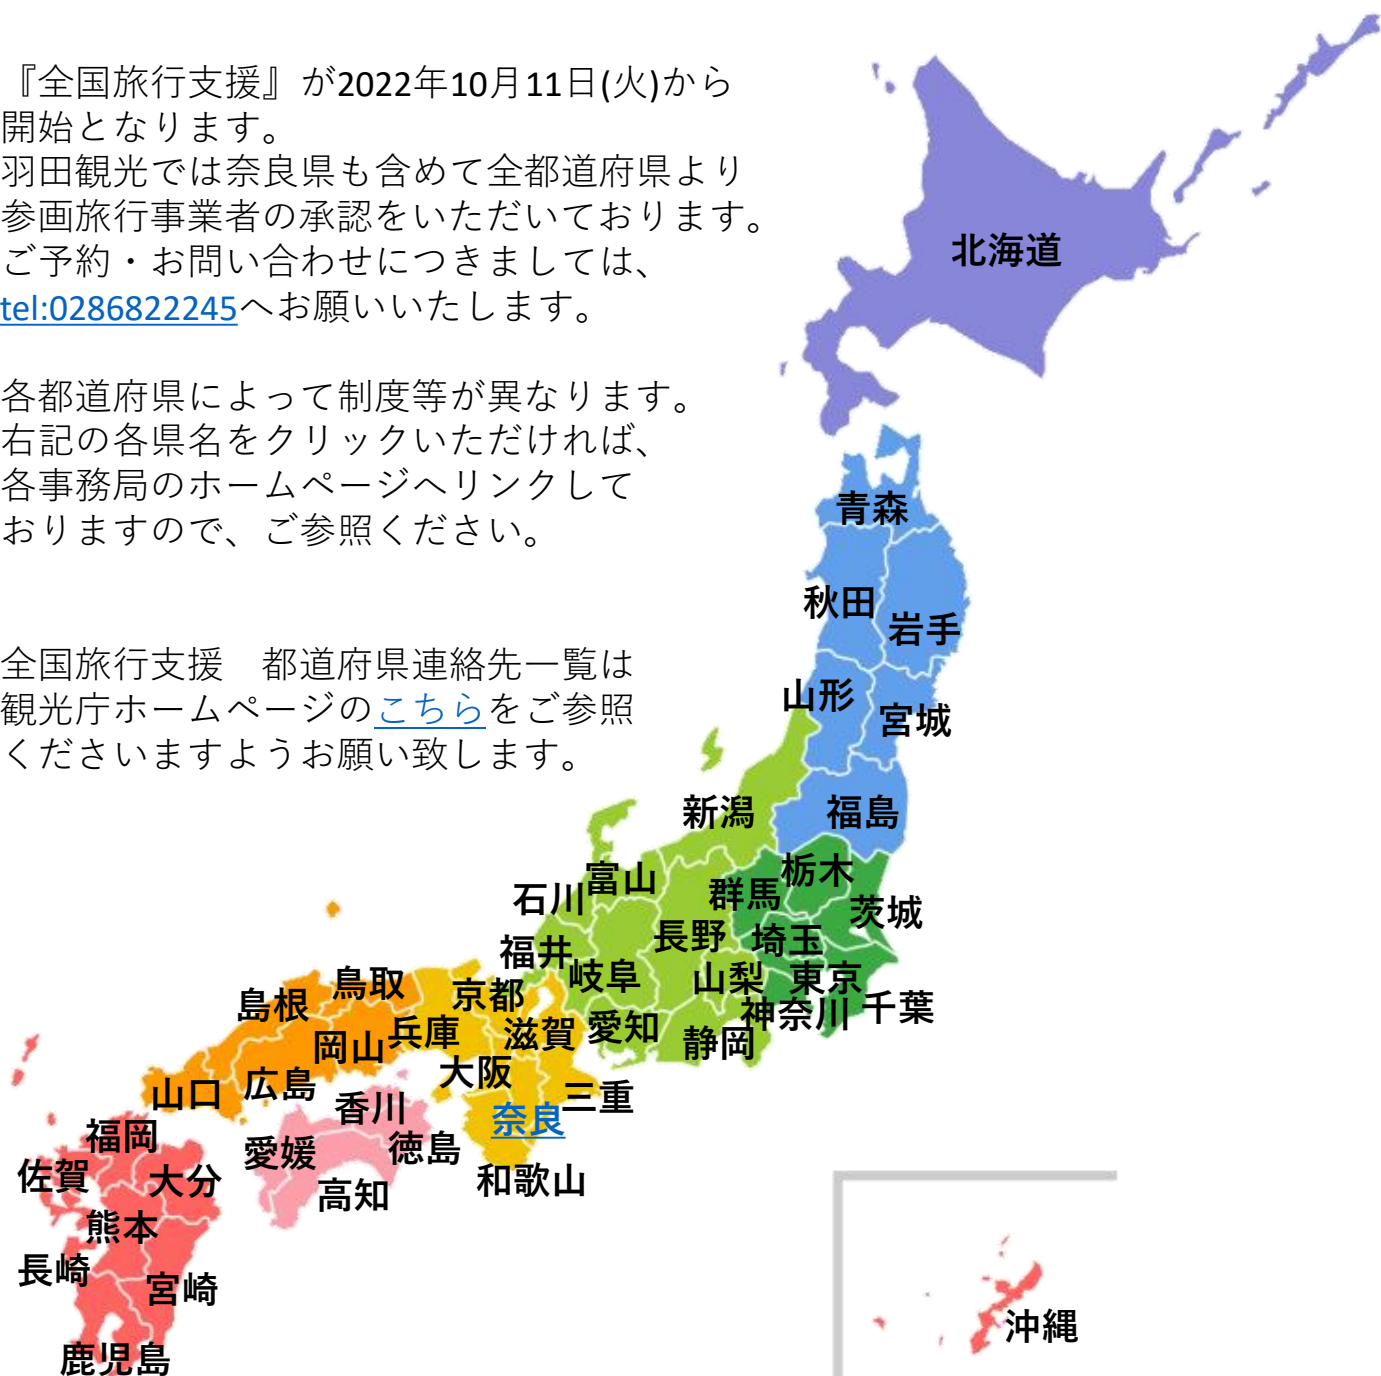 『全国旅行支援』が2022年10月11日(火)から
開始となります。
羽田観光では奈良県も含めて全都道府県より
参画旅行事業者の承認をいただいております。
ご予約・お問い合わせにつきましては、
tel:0286822245へお願いいたします。
各都道府県によって制度等が異なります。
右記の各県名をクリックいただければ、
各事務局のホームページへリンクして
おりますので、ご参照ください。
全国旅行支援　都道府県連絡先一覧は
観光庁ホームページのこちらをご参照
くださいますようお願い致します。
北海道
青森
秋田
岩手
山形
宮城
新潟
福島
栃木
富山
群馬
石川
茨城
長野
埼玉
福井
岐阜
山梨
東京
鳥取
京都
島根
神奈川
千葉
兵庫
滋賀
愛知
岡山
静岡
大阪
広島
山口
三重
香川
奈良
福岡
徳島
愛媛
佐賀
大分
和歌山
高知
熊本
長崎
宮崎
沖縄
鹿児島